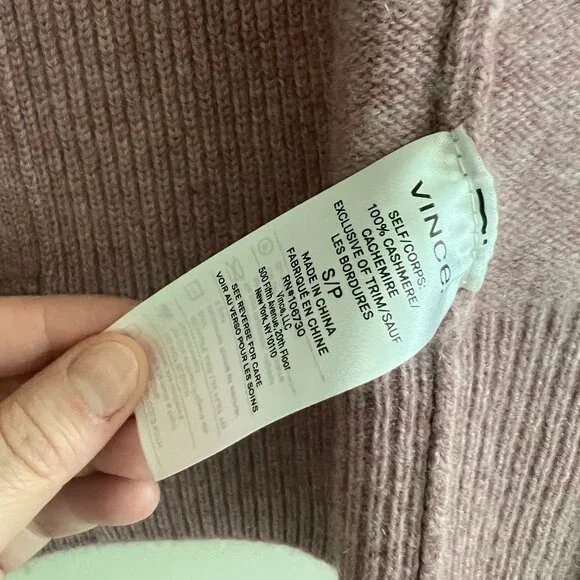 VINCE.
SELF/CORPS:
100% CASHMERE/
CACHEMIRE
EXCLUSIVE OF TRIM/SAUF
LES BORDURES
S/P
MADE IN CHINA
FABRIQUÉ EN CHINE
RN#106730
Vince, LLC
500 Fifth Avenue, 20th Floor
New York, NY 10110
SEE REVERSE FOR CARE
VOIR AU VERSO POUR LES SOINS